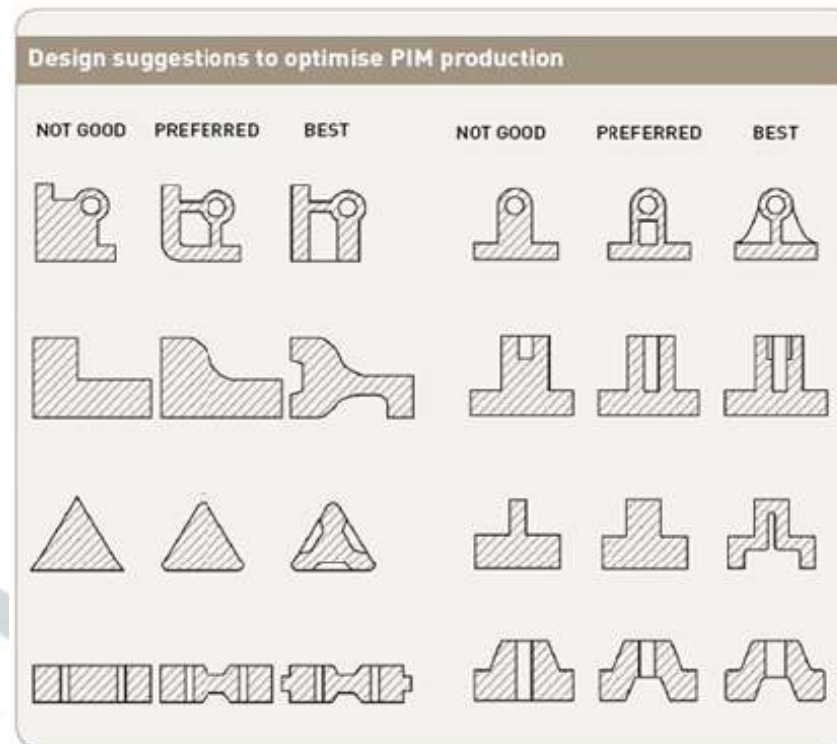 Design suggestions to optimise PIM production
NOT GOOD PREFERRED BEST NOT GOOD PREFERRED BEST